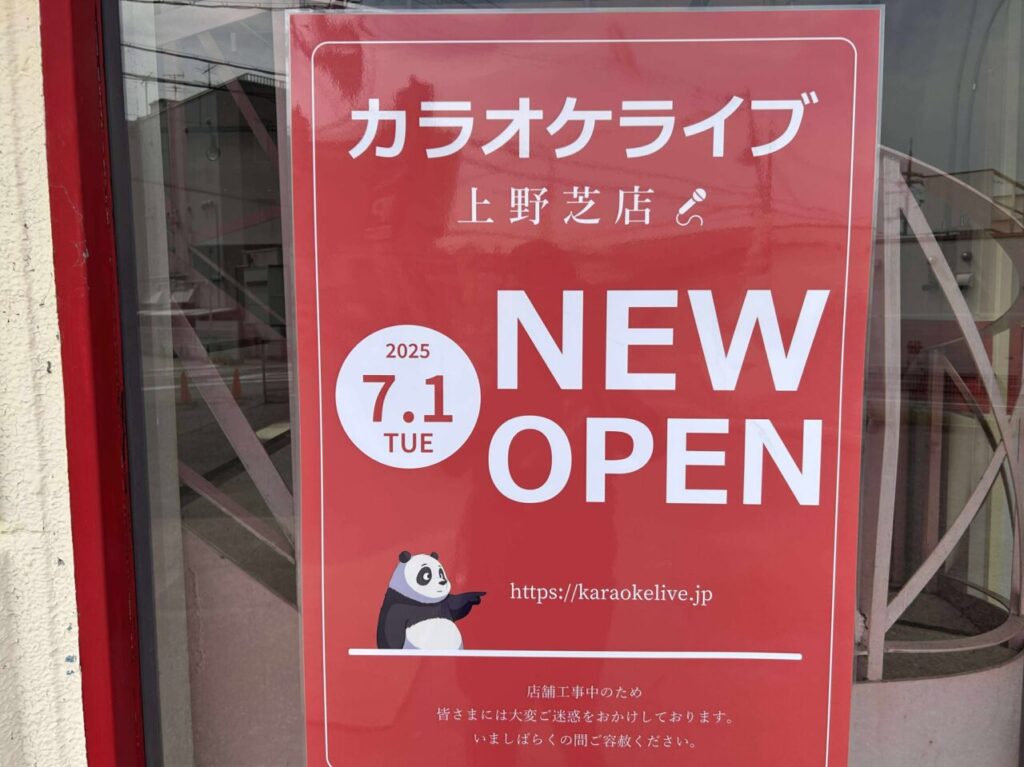 カラオケライブ
上野芝店
NEW
OPEN
2025
7.1
TUE
https://karaokelive.jp
店舗工事中のため
皆さまには大変ご迷惑をおかけしております。
いましばらくの間ご容赦ください。